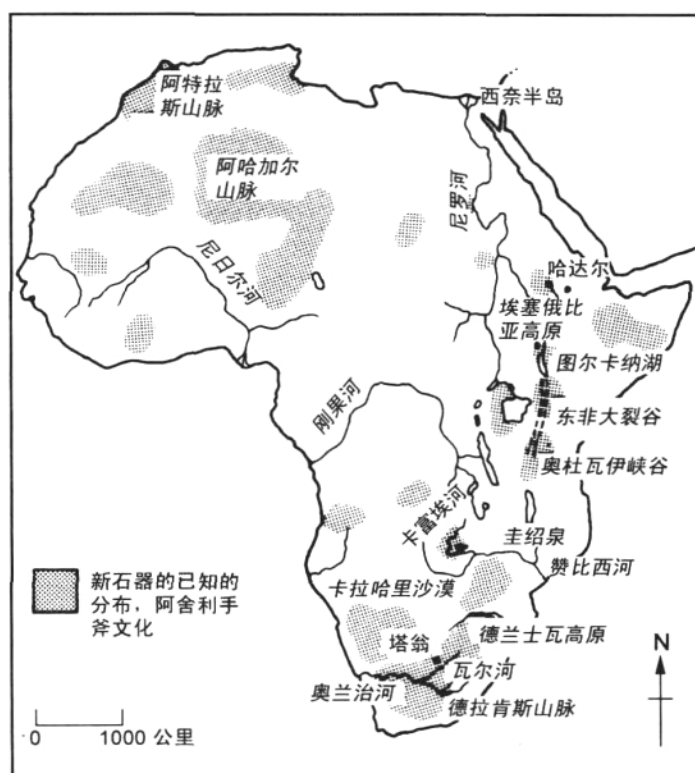 阿特拉
斯山脉
西奈半岛
阿哈加尔
山脉
尼罗河
尼日尔河
哈达尔
埃塞俄比
亚高原
图尔卡纳湖
刚果河
东非大裂谷
奥杜瓦伊峡谷
卡富埃河
圭绍泉
赞比西河
新石器的已知的
分布，阿舍利手
斧文化
卡拉哈里沙漠
塔翁
德兰士瓦高原
瓦尔河
奥兰治河
德拉肯斯山脉
N
0 1000 公里